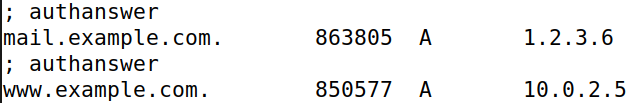 ; authanswer
mail.example.com.       863805  A       1.2.3.6
; authanswer
www.example.com.        850577  A       10.0.2.5